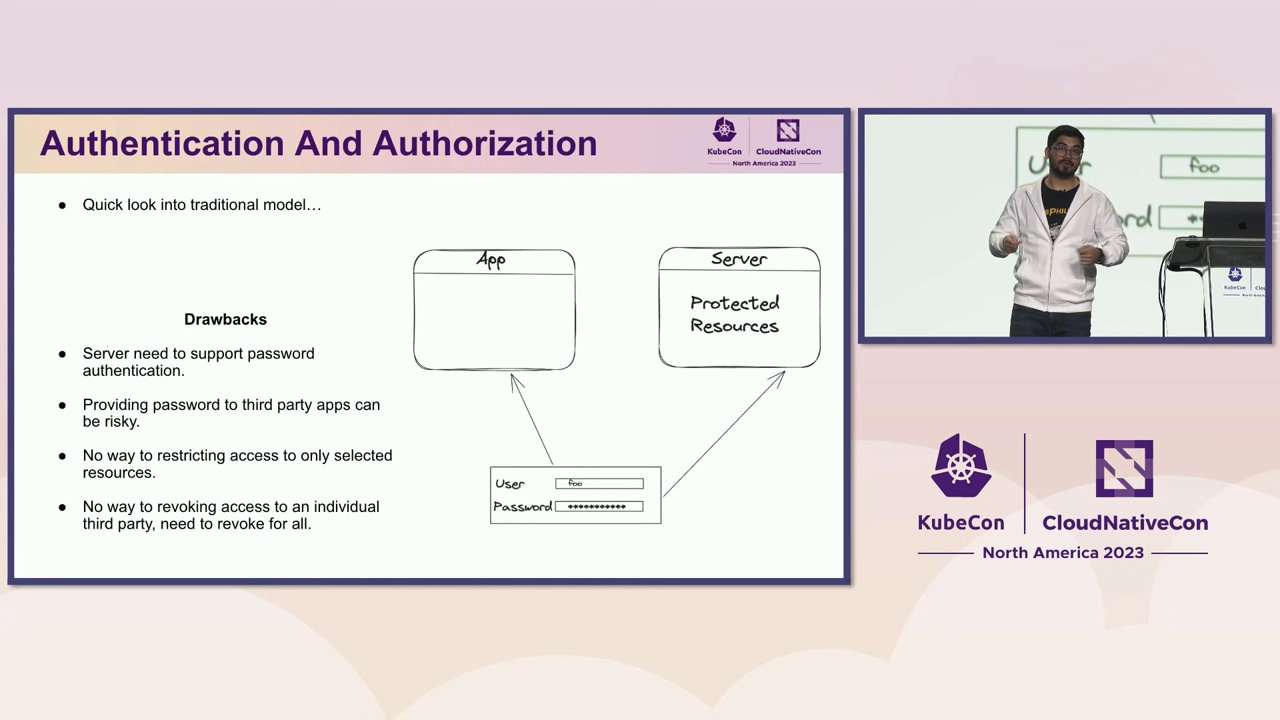 Authentication And Authorization
KubeCon
CloudNativeCon
North America 2023
● Quick look into traditional model…
Drawbacks
● Server need to support password
authentication.
● Providing password to third party apps can
be risky.
● No way to restricting access to only selected
resources.
● No way to revoking access to an individual
third party, need to revoke for all.
App
Server
Protected
Resources
User foo
Password ***********
foo
KubeCon
CloudNativeCon
North America 2023